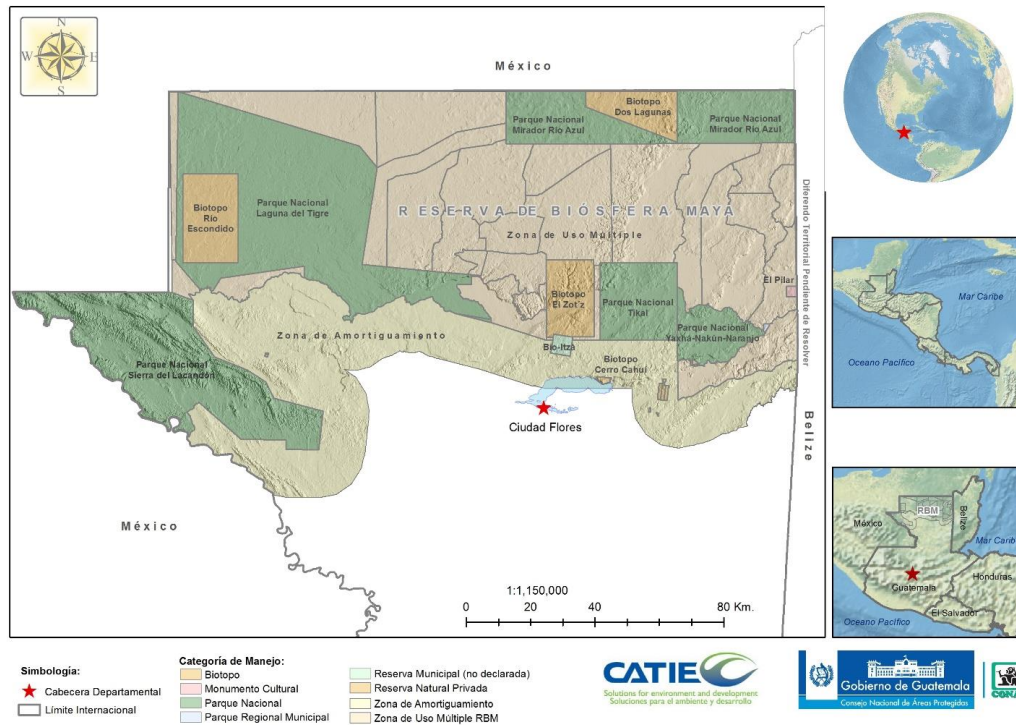 N
W
E
S
México
Biotopo
Dos Lagunas
Parque Nacional
Mirador Río Azul
Parque Nacional
Mirador Río Azul
Biotopo
Río
Escondido
Parque Nacional
Laguna del Tigre
RESERVA DE BIÓSFERA MAYA
Zona de Uso Múltiple
Diferendo Territorial Pendiente de Resolver
El Pilar
Biotopo
El Zotz
Parque Nacional
Tikal
Parque Nacional
Yaxhá-Nakún-Naranjo
Zona de Amortiguamiento
Bio-Itzá
Biotopo
Cerro Cahuí
Parque Nacional
Sierra del Lacandón
Ciudad Flores
Belize
México
1:1,150,000
0 20 40 80 Km.
Mar Caribe
Oceano Pacífico
RBM
México
Belize
Mar Carib
Guatemala
Honduras
El Salvador
Oceano Pacífico
Simbología:
Cabecera Departamental
Límite Internacional
Categoría de Manejo:
Biotopo
Monumento Cultural
Parque Nacional
Parque Regional Municipal
Reserva Municipal (no declarada)
Reserva Natural Privada
Zona de Amortiguamiento
Zona de Uso Múltiple RBM
CATIE
Solutions for environment and development
Soluciones para el ambiente y desarrollo
Gobierno de Guatemala
Consejo Nacional de Áreas Protegidas
CONA